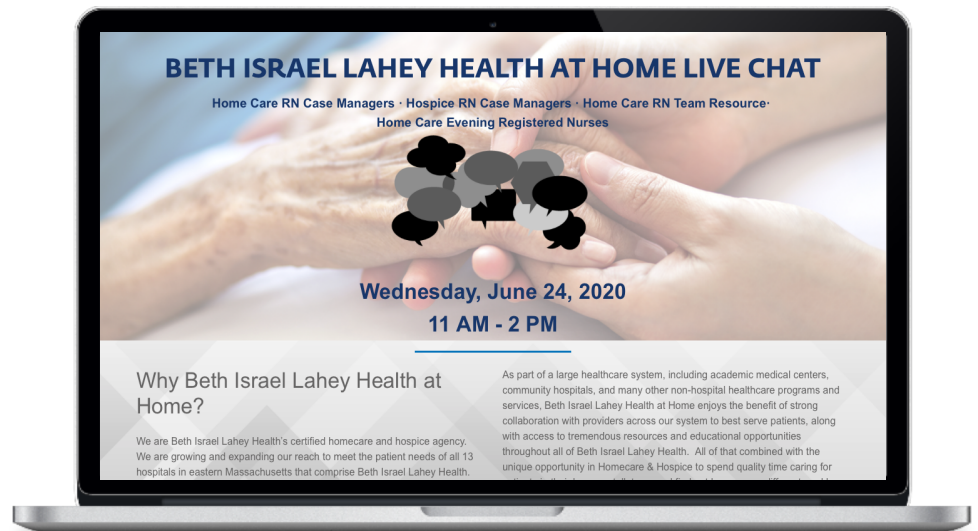 BETH ISRAEL LAHEY HEALTH AT HOME LIVE CHAT
Home Care RN Case Managers · Hospice RN Case Managers · Home Care RN Team Resource·
Home Care Evening Registered Nurses
Wednesday, June 24, 2020
11 AM - 2 PM
Why Beth Israel Lahey Health at
Home?
We are Beth Israel Lahey Health's certified homecare and hospice agency.
We are growing and expanding our reach to meet the patient needs of all 13
hospitals in eastern Massachusetts that comprise Beth Israel Lahey Health.
As part of a large healthcare system, including academic medical centers,
community hospitals, and many other non-hospital healthcare programs and
services, Beth Israel Lahey Health at Home enjoys the benefit of strong
collaboration with providers across our system to best serve patients, along
with access to tremendous resources and educational opportunities
throughout all of Beth Israel Lahey Health.  All of that combined with the
unique opportunity in Homecare & Hospice to spend quality time caring for